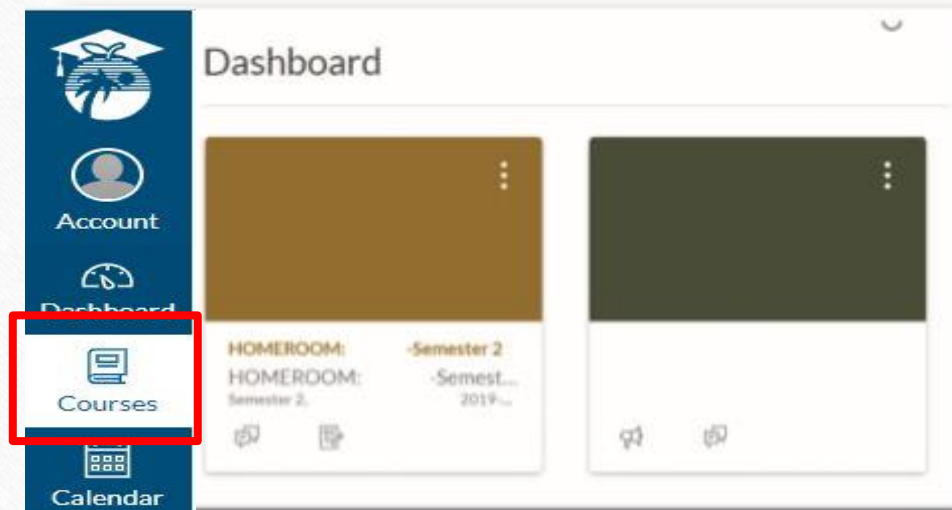 Dashboard
Account
Dashboard
Courses
Calendar
HOMEROOM: -Semester 2
HOMEROOM: -Semest...
Semester 2, 2019-...